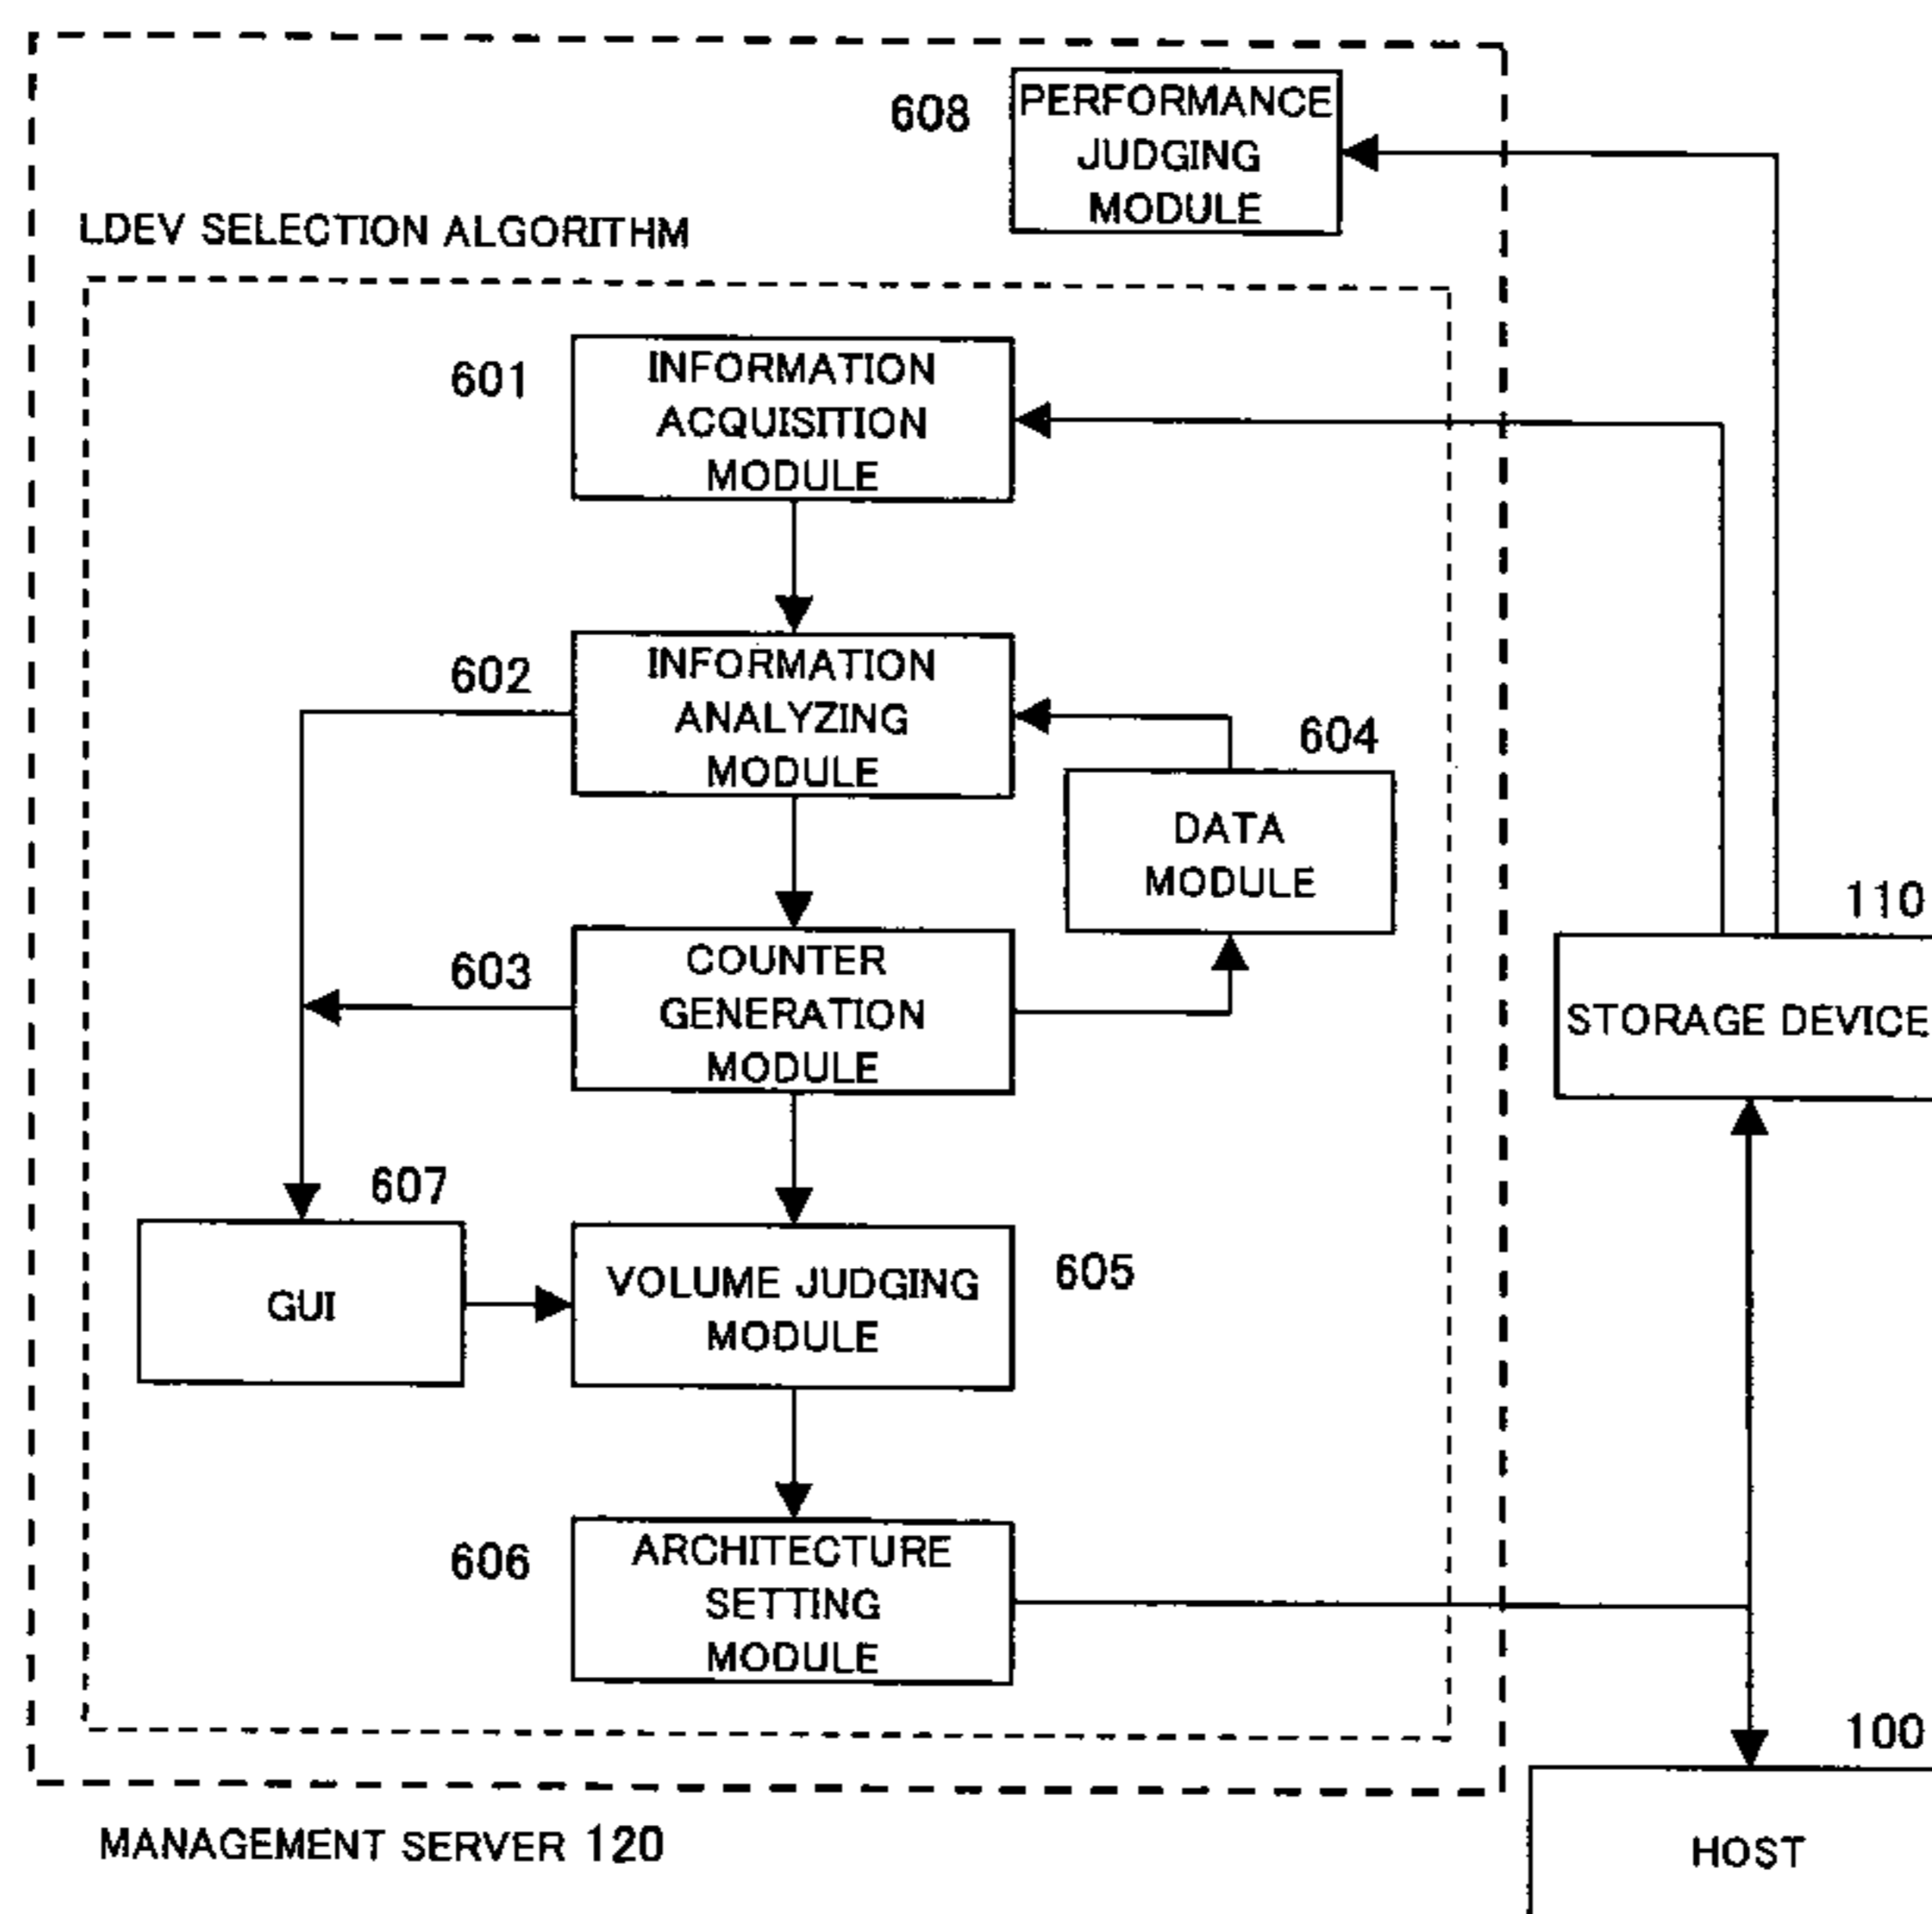 608
PERFORMANCE
JUDGING
MODULE
LDEV SELECTION ALGORITHM
601
INFORMATION
ACQUISITION
MODULE
602
INFORMATION
ANALYZING
MODULE
604
DATA
MODULE
603
COUNTER
GENERATION
MODULE
110
STORAGE DEVICE
607
GUI
VOLUME JUDGING
MODULE
605
606
ARCHITECTURE
SETTING
MODULE
100
HOST
MANAGEMENT SERVER 120